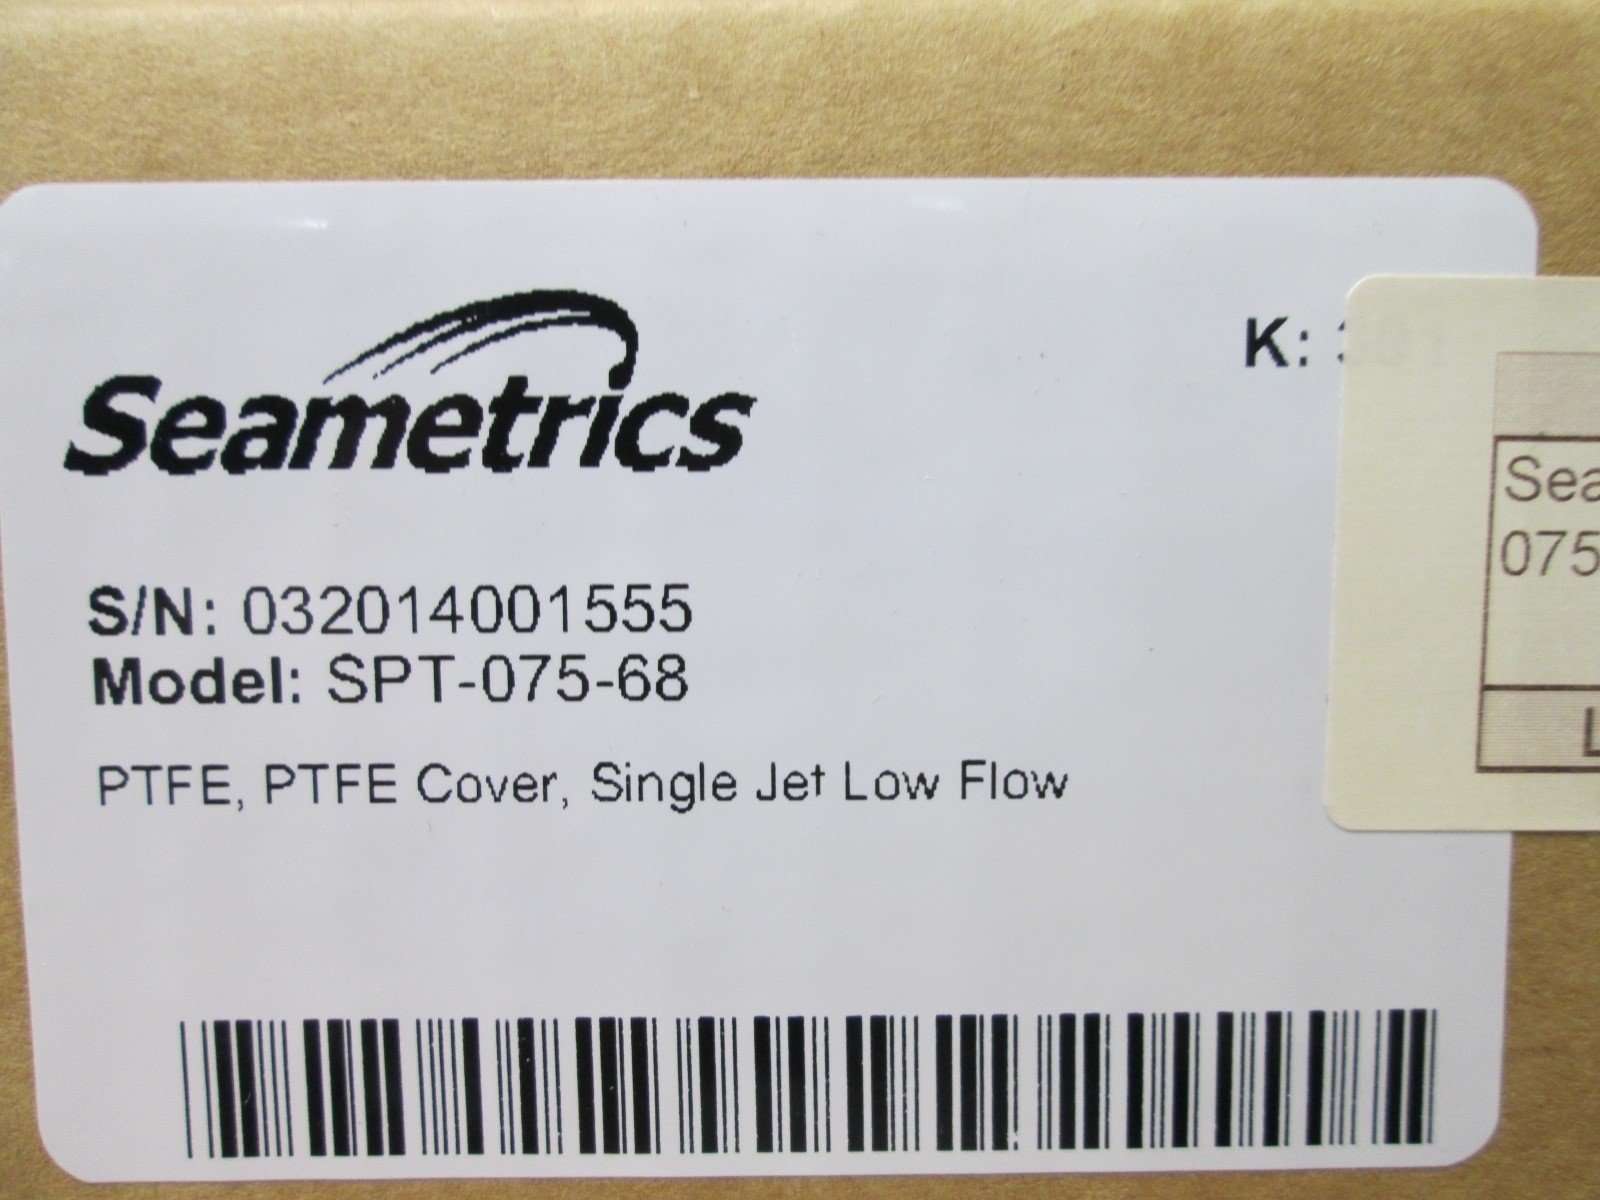 Seametrics
K:
S/N: 032014001555
Model: SPT-075-68
PTFE, PTFE Cover, Single Jet Low Flow
Sea
075
L